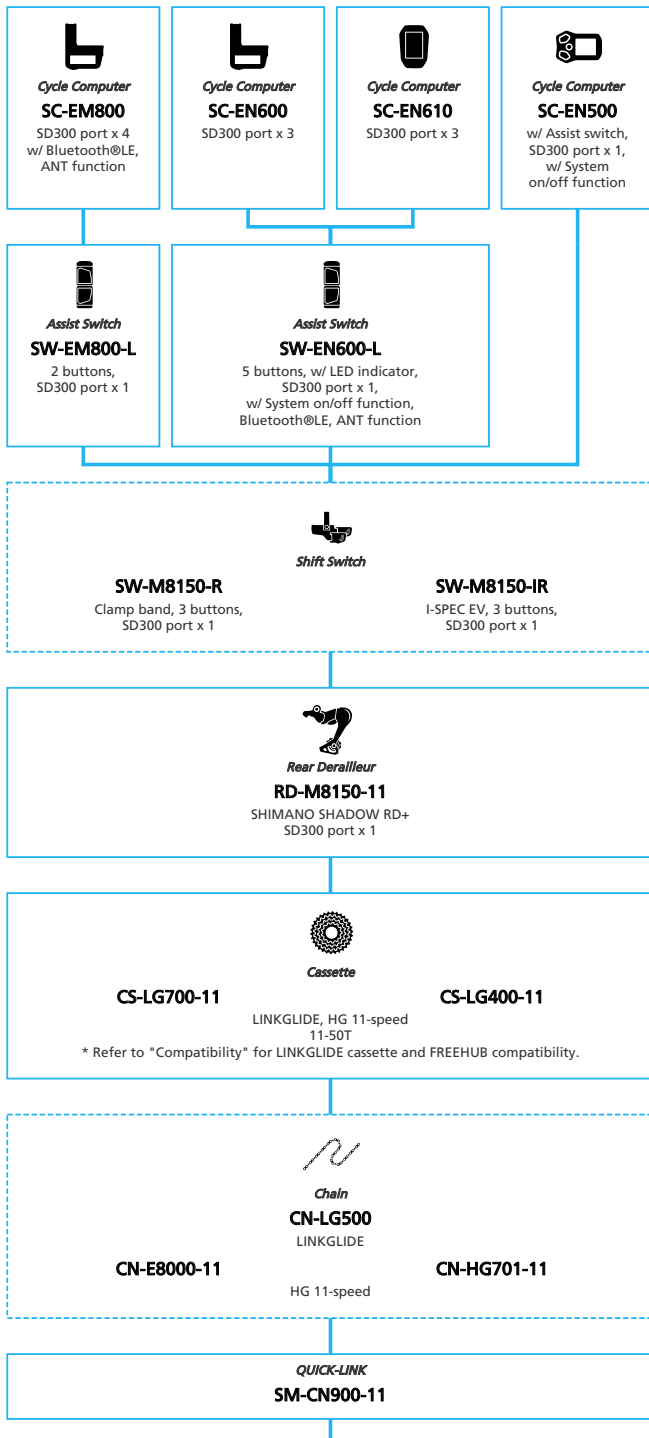 Cycle Computer
SC-EM800
SD300 port x 4
w/ Bluetooth®LE,
ANT function
Cycle Computer
SC-EN600
SD300 port x 3
Cycle Computer
SC-EN610
SD300 port x 3
Cycle Computer
SC-EN500
w/ Assist switch,
SD300 port x 1,
w/ System
on/off function
Assist Switch
SW-EM800-L
2 buttons,
SD300 port x 1
Assist Switch
SW-EN600-L
5 buttons, w/ LED indicator,
SD300 port x 1,
w/ System on/off function,
Bluetooth®LE, ANT function
Shift Switch
SW-M8150-R
Clamp band, 3 buttons,
SD300 port x 1
SW-M8150-IR
I-SPEC EV, 3 buttons,
SD300 port x 1
Rear Derailleur
RD-M8150-11
SHIMANO SHADOW RD+
SD300 port x 1
Cassette
CS-LG700-11
CS-LG400-11
LINKGLIDE, HG 11-speed
11-50T
* Refer to "Compatibility" for LINKGLIDE cassette and FREEHUB compatibility.
Chain
CN-LG500
LINKGLIDE
CN-E8000-11
CN-HG701-11
HG 11-speed
QUICK-LINK
SM-CN900-11